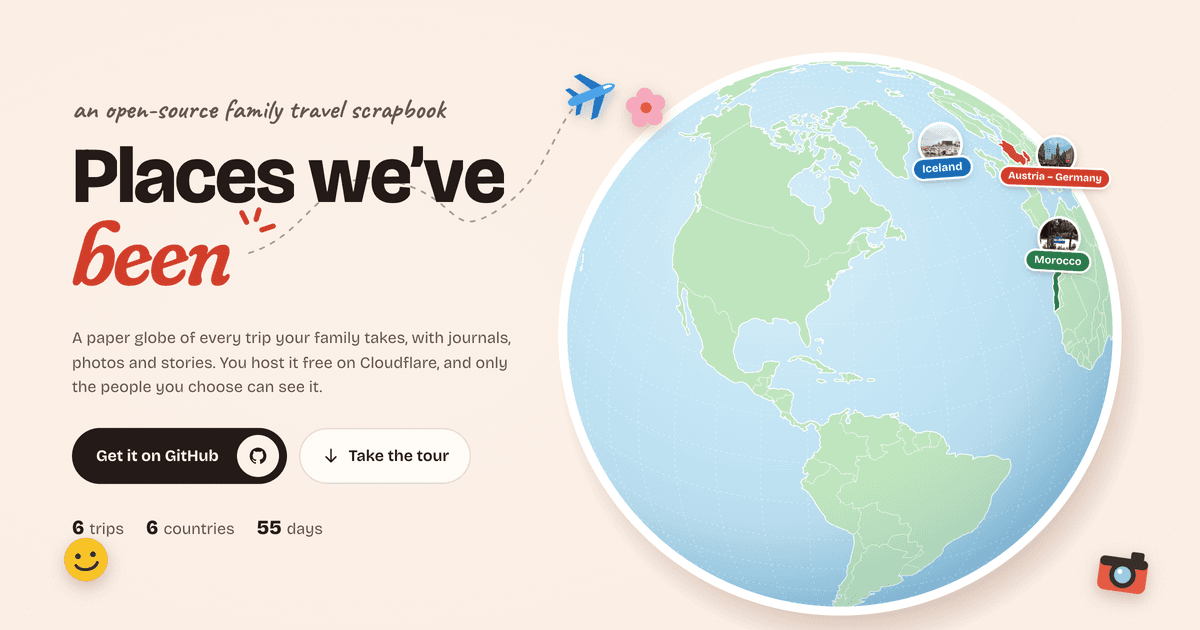 an open-source family travel scrapbook
Places we've
been
A paper globe of every trip your family takes, with journals,
photos and stories. You host it free on Cloudflare, and only
the people you choose can see it.
Get it on GitHub
Take the tour
6 trips 6 countries 55 days
Iceland
Austria – Germany
Morocco